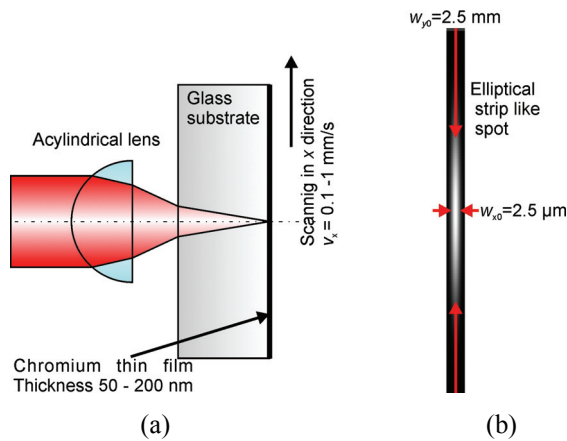 Glass
substrate
Acylindrical lens
Scannig in x direction
vx = 0.1 -1 mm/s
Chromium thin film
Thickness 50 - 200 nm
(a)
wy0=2.5 mm
Elliptical
strip like
spot
wx0=2.5 µm
(b)